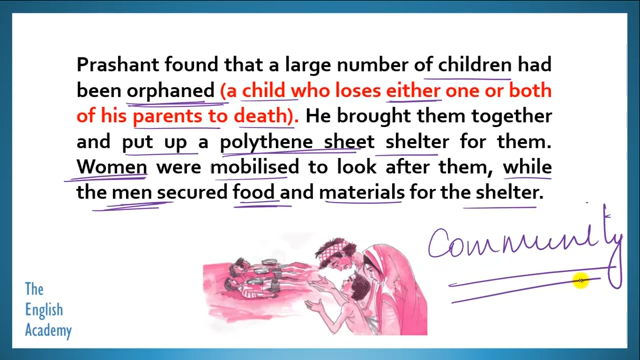 Prashant found that a large number of children had
been orphaned (a child who loses either one or both
of his parents to death). He brought them together
and put up a polythene sheet shelter for them.
Women were mobilised to look after them, while
the men secured food and materials for the shelter.
Community
The
English
Academy